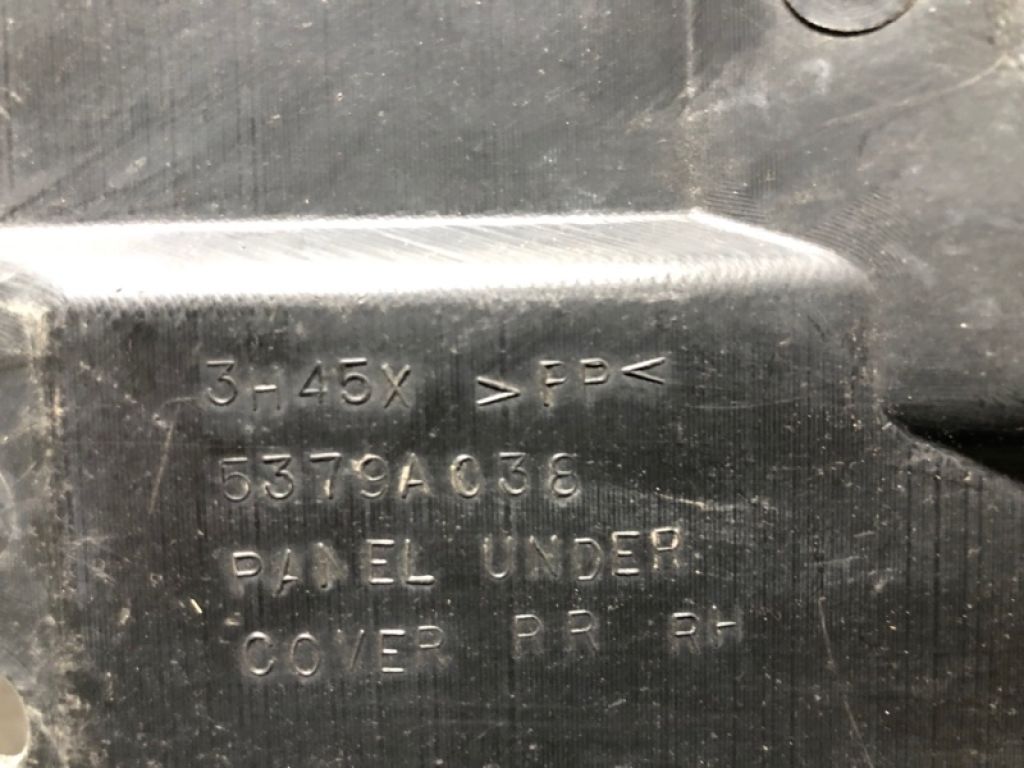 3H45X >PP<
5379A038
PANEL UNDER
COVER RR RH